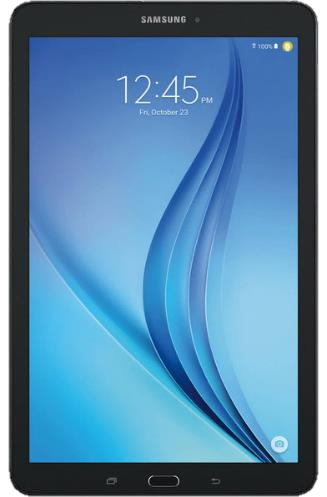 SAMSUNG
100%
12:45 PM
Fri, October 23